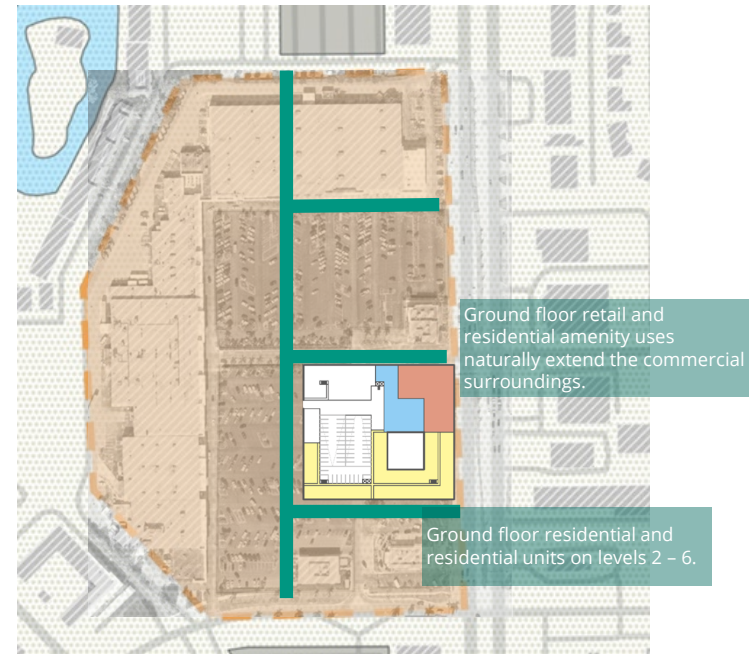 Ground floor retail and
residential amenity uses
naturally extend the commercial
surroundings.
Ground floor residential and
residential units on levels 2 – 6.